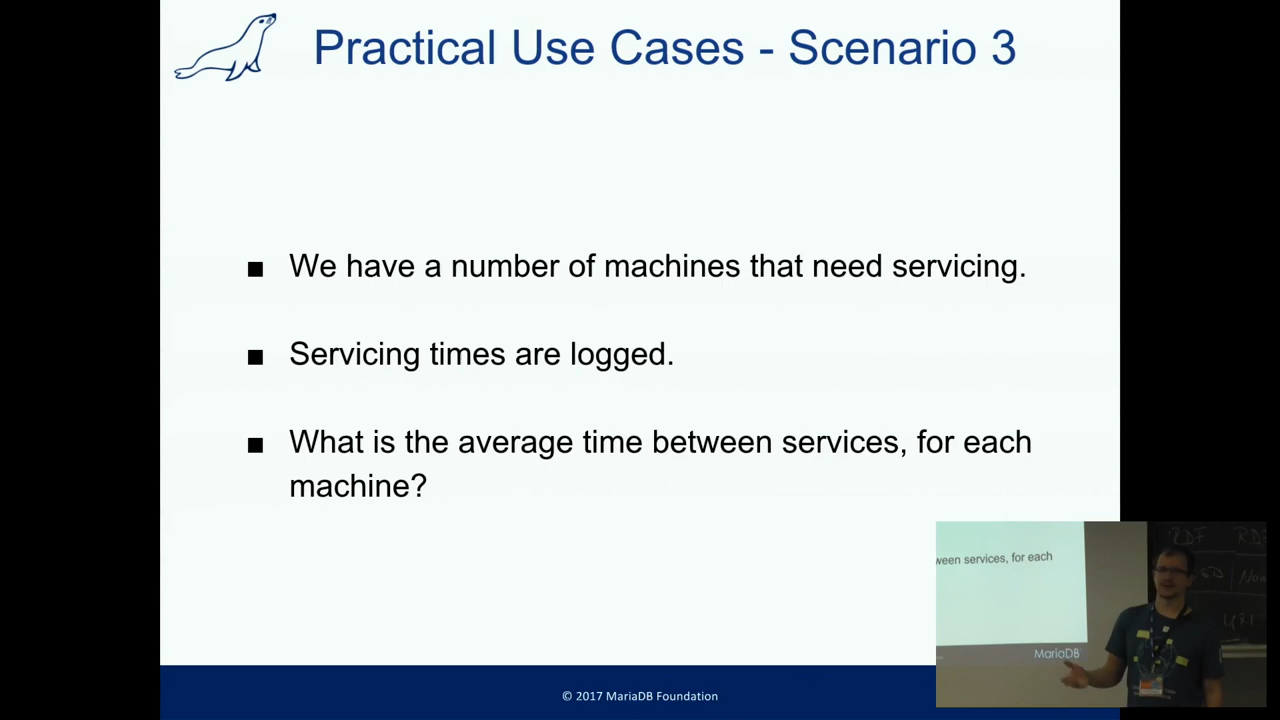 Practical Use Cases - Scenario 3
■ We have a number of machines that need servicing.
■ Servicing times are logged.
■ What is the average time between services, for each
machine?
ween services, for each
MariaDB
RDF
© 2017 MariaDB Foundation